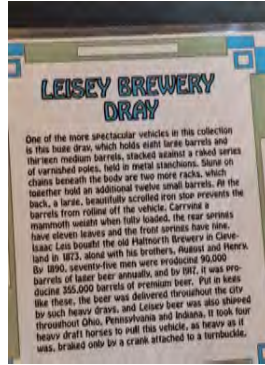 LEISEY BREWERY
DRAY
One of the more spectacular vehicles in this collection
is this huge dray, which holds eight large barrels and
thirteen medium barrels, stacked against a raked series
of varnished poles, held in metal stanchions. Slung on
chains beneath the body are two more racks, which
together hold an additional twelve small barrels. At the
back, a large, beautifully scrolled iron stop prevents the
barrels from rolling off the vehicle. Carrying a
mammoth weight when fully loaded, the rear springs
have eleven leaves and the front springs have nine.
Isaac Leis bought the old Haltnorth Brewery in Cleve-
land in 1873, along with his brothers, August and Henry.
By 1890, seventy-five men were producing 90,000
barrels of lager beer annually, and by 1917, it was pro-
ducing 355,000 barrels of premium beer. Put in kegs
like these, the beer was delivered throughout the city
by such heavy drays, and Leisey beer was also shipped
throughout Ohio, Pennsylvania and Indiana. It took four
heavy draft horses to pull this vehicle, as heavy as it
was, braked only by a crank attached to a turnbuckle.